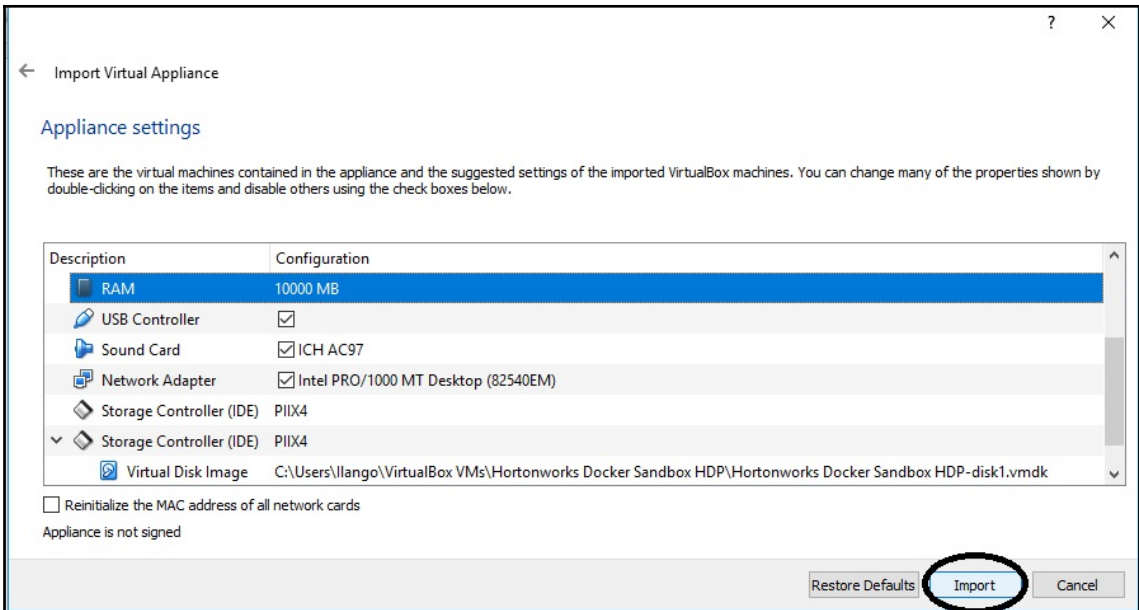 ?
Import Virtual Appliance
Appliance settings
These are the virtual machines contained in the appliance and the suggested settings of the imported VirtualBox machines. You can change many of the properties shown by
double-clicking on the items and disable others using the check boxes below.
Description Configuration
RAM 10000 MB
USB Controller
Sound Card ICH AC97
Network Adapter Intel PRO/1000 MT Desktop (82540EM)
Storage Controller (IDE) PIIX4
Storage Controller (IDE) PIIX4
Virtual Disk Image C:\Users\Ilango\VirtualBox VMs\Hortonworks Docker Sandbox HDP\Hortonworks Docker Sandbox HDP-disk1.vmdk
Reinitialize the MAC address of all network cards
Appliance is not signed
Restore Defaults Import Cancel